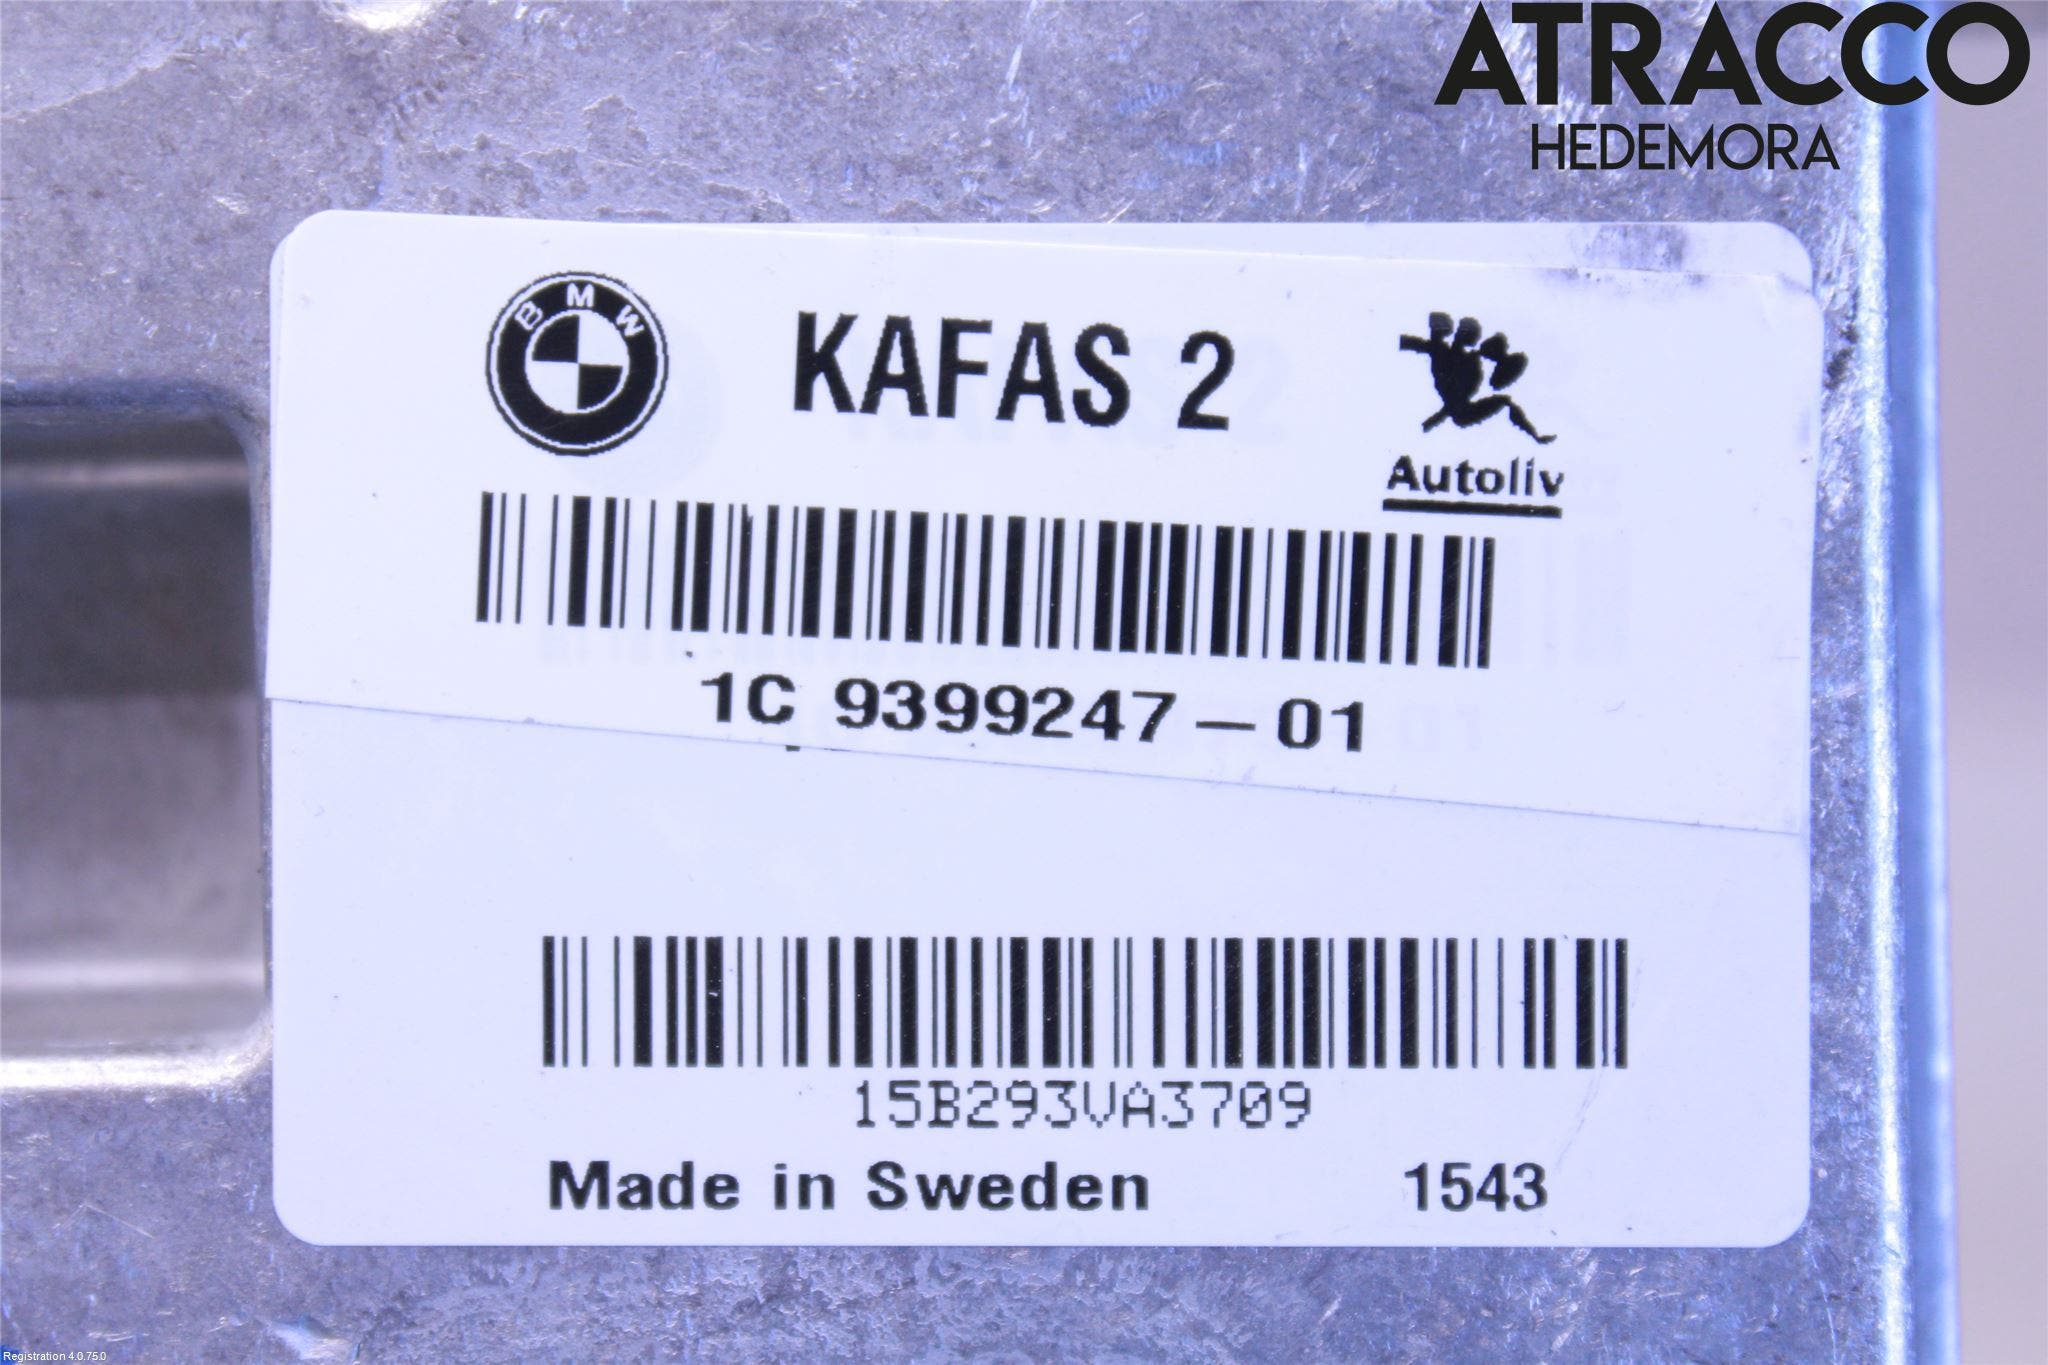 ATRACCO
HEDEMORA
BMW
KAFAS 2
Autoliv
1C 9399247-01
15B293VA3709
Made in Sweden 1543
Registration 4.0.75.0